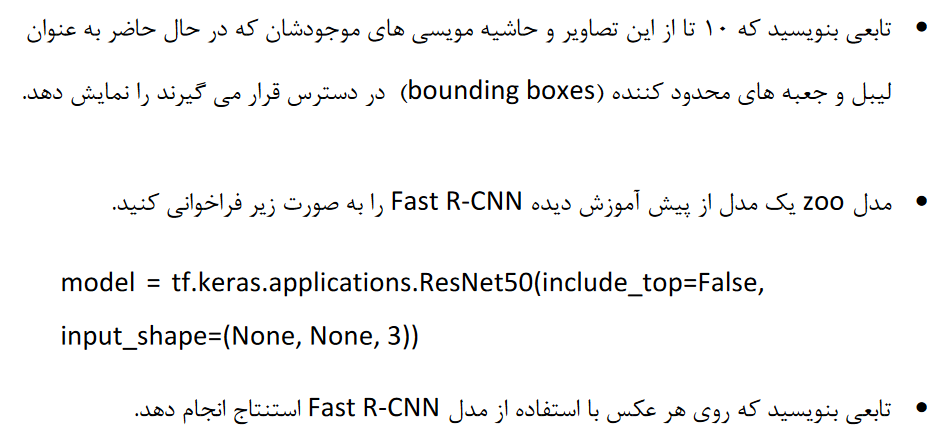 • تابعی بنویسید که ۱۰ تا از این تصاویر و حاشیه مویسی های موجودشان که در حال حاضر به عنوان
لیبل و جعبه های محدود کننده (bounding boxes) در دسترس قرار می گیرند را نمایش دهد.
• مدل zoo یک مدل از پیش آموزش دیده Fast R-CNN را به صورت زیر فراخوانی کنید.
model = tf.keras.applications.ResNet50(include_top=False,
input_shape=(None, None, 3))
• تابعی بنویسید که روی هر عکس با استفاده از مدل Fast R-CNN استنتاج انجام دهد.